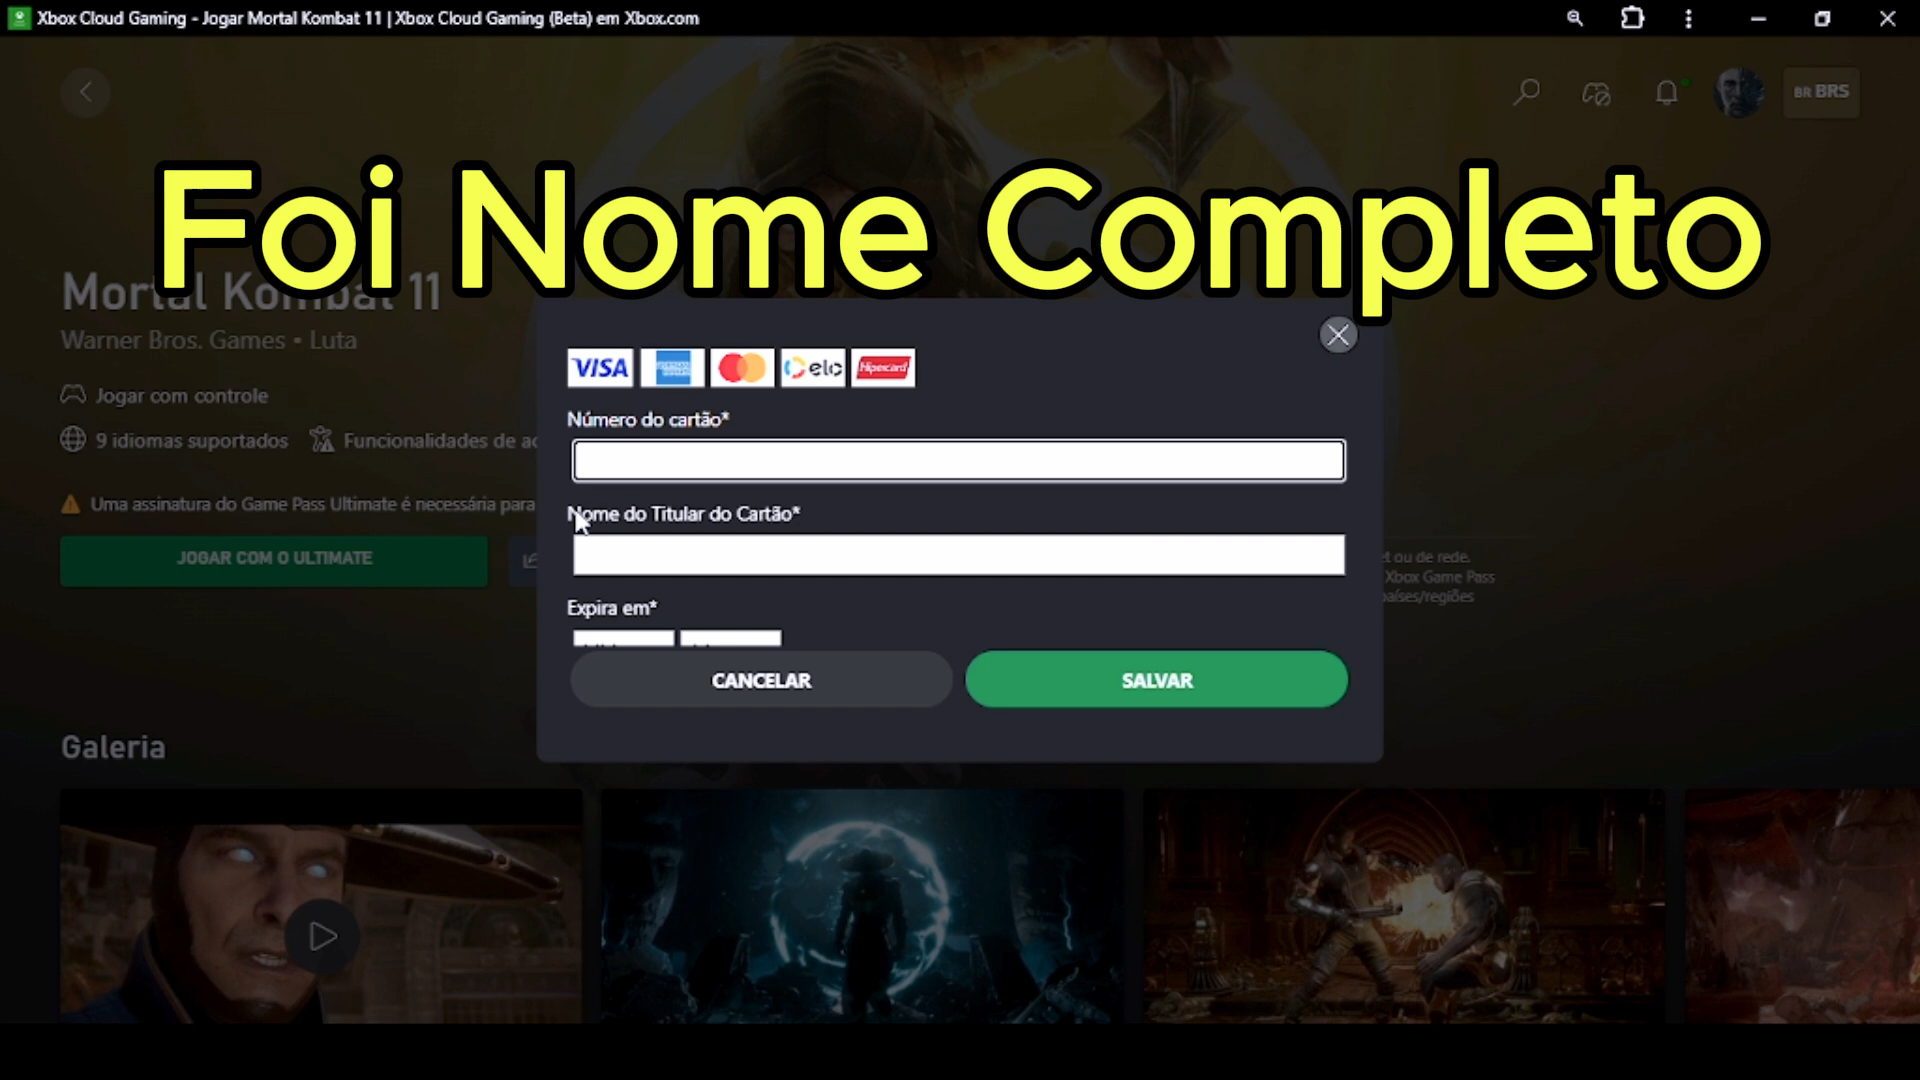 Xbox Cloud Gaming - Jogar Mortal Kombat 11 | Xbox Cloud Gaming (Beta) em Xbox.com
BR BRS
Foi Nome Completo
Mortal Kombat 11
Warner Bros. Games • Luta
Jogar com controle
9 idiomas suportados
Funcionalidades de
Uma assinatura do Game Pass Ultimate é necessária para
JOGAR COM O ULTIMATE
VISA
elo
Hipercard
Número do cartão*
Nome do Titular do Cartão*
Expira em*
CANCELAR
SALVAR
ou de rede.
Xbox Game Pass
países/regiões
Galeria